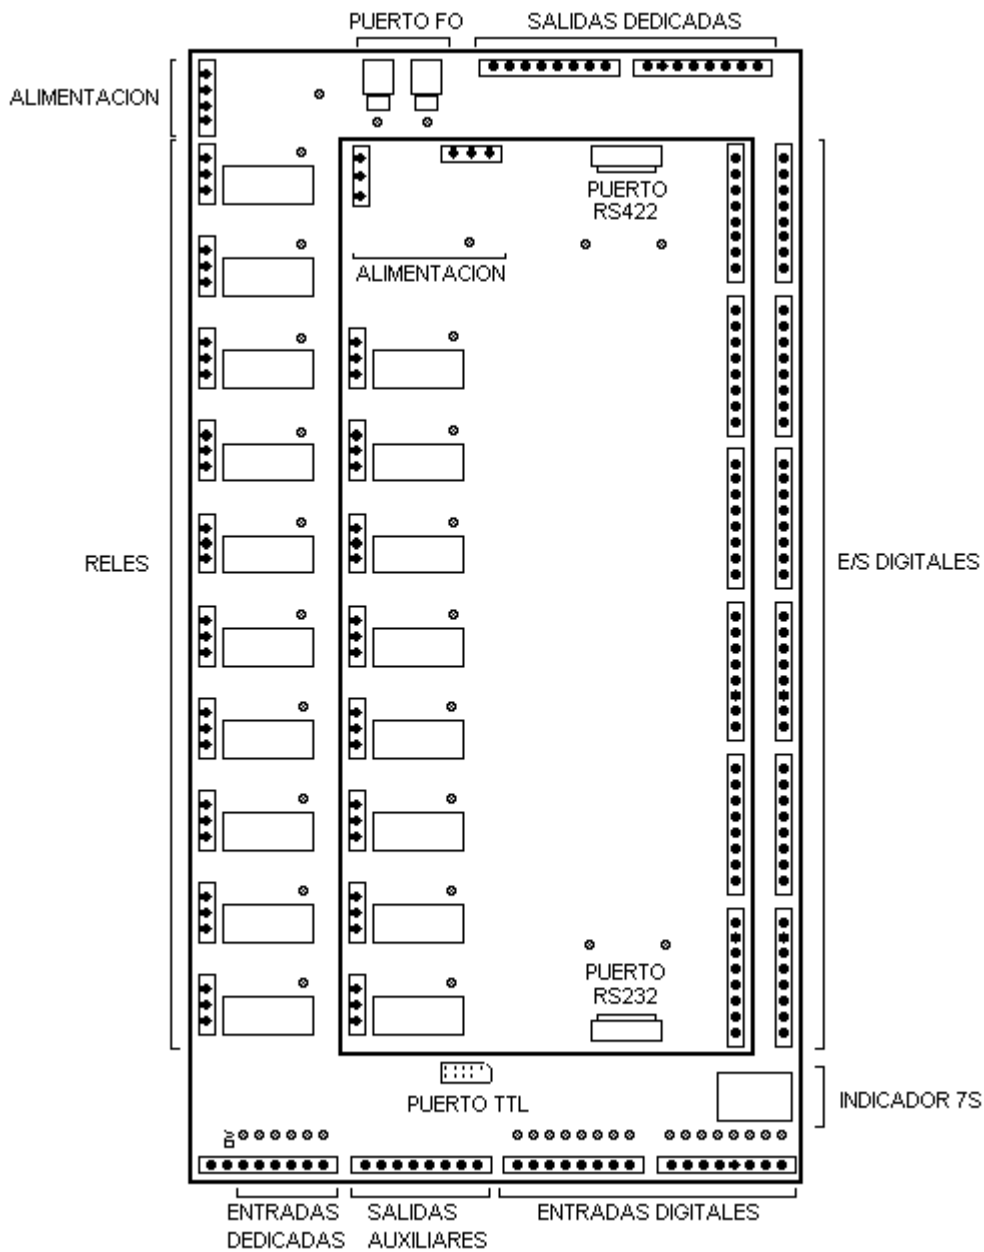 PUERTO FO
SALIDAS DEDICADAS
ALIMENTACION
PUERTO
RS422
ALIMENTACION
RELES
E/S DIGITALES
PUERTO
RS232
PUERTO TTL
INDICADOR 7S
ENTRADAS
DEDICADAS
SALIDAS
AUXILIARES
ENTRADAS DIGITALES